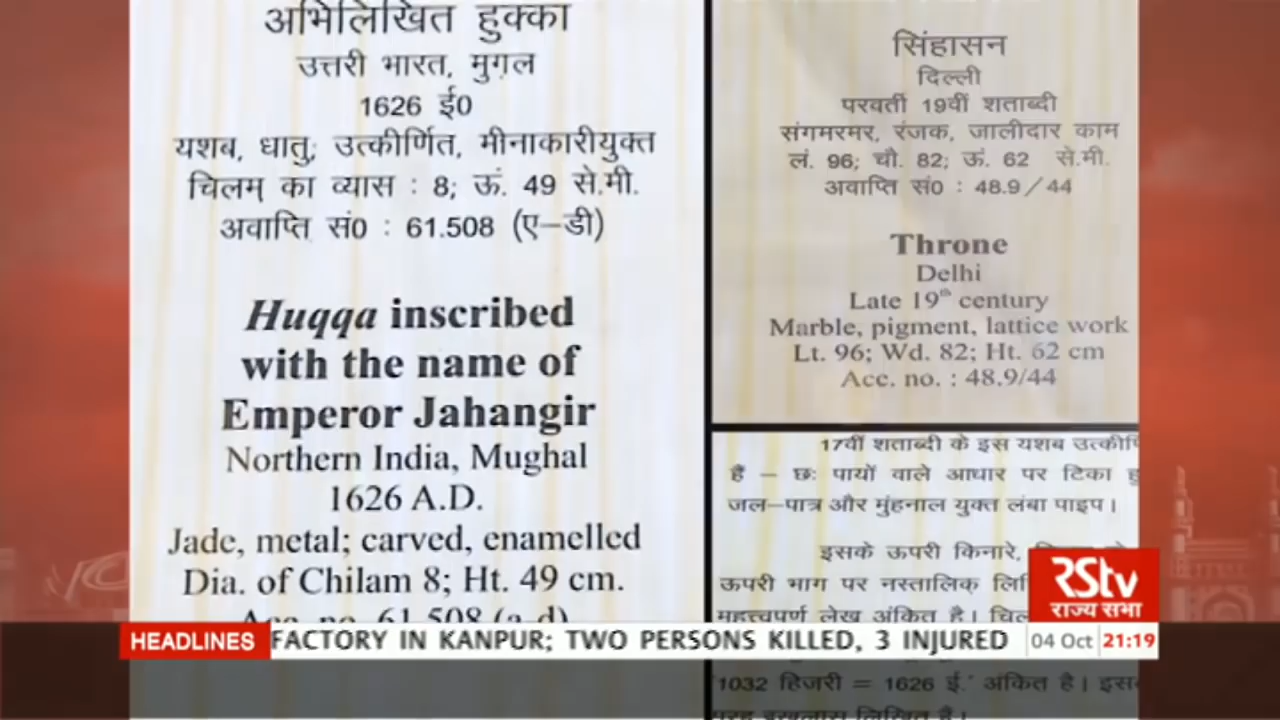 अभिलिखित हुक्का
उत्तरी भारत, मुग़ल
1626 ई0
यशब, धातु; उत्कीर्णित, मीनाकारीयुक्त
चिलम् का व्यास : 8; ऊं. 49 से.मी.
अवाप्ति सं0 : 61.508 (ए–डी)
Huqqa inscribed
with the name of
Emperor Jahangir
Northern India, Mughal
1626 A.D.
Jade, metal; carved, enamelled
Dia. of Chilam 8; Ht. 49 cm.
Acc. no. 61.508 (a-d)
सिंहासन
दिल्ली
परवर्ती 19वीं शताब्दी
संगमरमर, रंजक, जालीदार काम
लं. 96; चौ. 82; ऊं. 62 से.मी.
अवाप्ति सं0 : 48.9/44
Throne
Delhi
Late 19th century
Marble, pigment, lattice work
Lt. 96; Wd. 82; Ht. 62 cm
Acc. no. : 48.9/44
17वीं शताब्दी के इस यशब
हैं – छः पायों वाले आधार पर टिका
जल–पात्र और मुंहनाल युक्त लंबा पाइप।
इसके ऊपरी किनारे,
ऊपरी भाग पर नस्तालिक्
महत्त्वपूर्ण लेख अंकित है।
1032 हिजरी = 1626 ई.' अंकित है।
RSTV
राज्य सभा
HEADLINES FACTORY IN KANPUR; TWO PERSONS KILLED, 3 INJURED 04 Oct 21:19